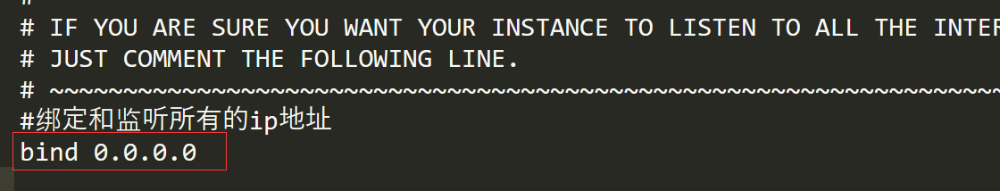 #
# IF YOU ARE SURE YOU WANT YOUR INSTANCE TO LISTEN TO ALL THE
# JUST COMMENT THE FOLLOWING LINE.
# ~~~~~~~~~~~~~~~~~~~~~~~~~~~~~~~~~~~~~~~~~~~~~~~~~~~~~~~~~~~~~~~~~~
#绑定和监听所有的ip地址
bind 0.0.0.0